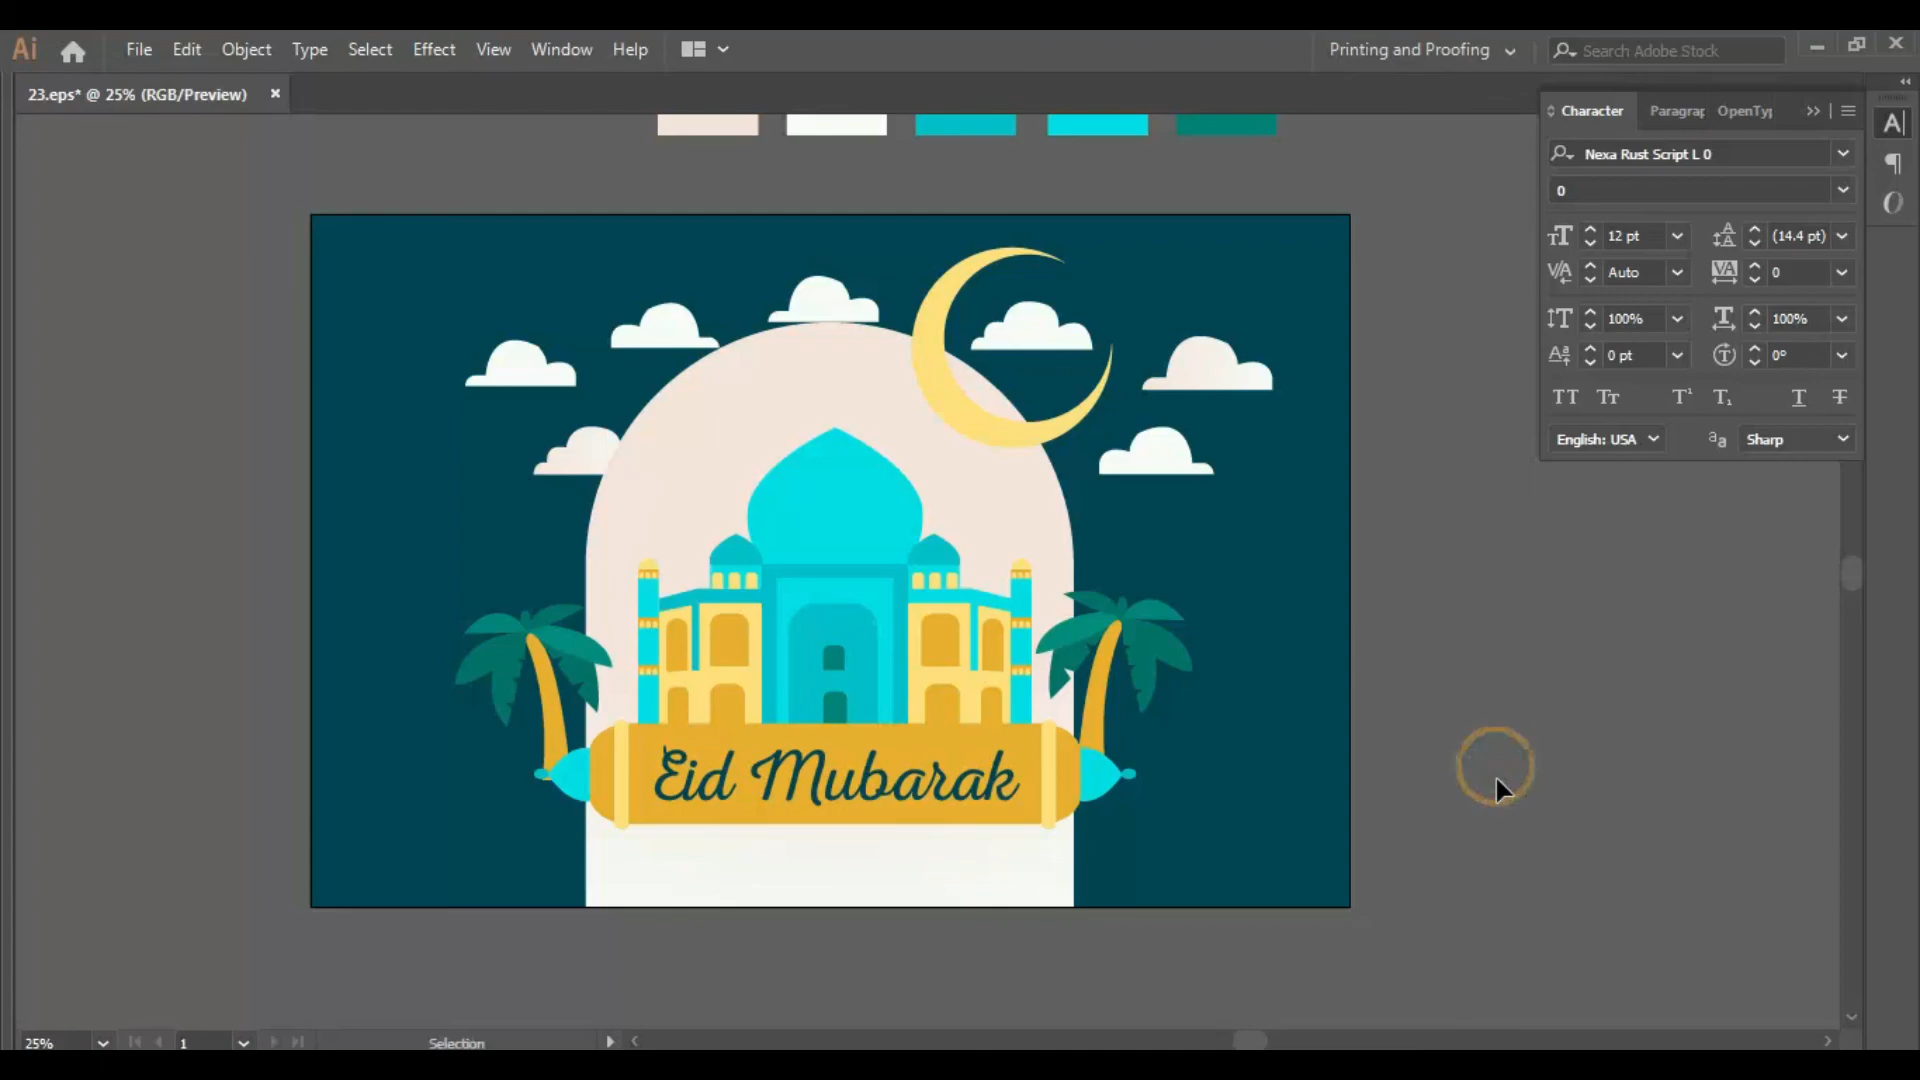 Ai File Edit Object Type Select Effect View Window Help Printing and Proofing Search Adobe Stock
23.eps* @ 25% (RGB/Preview)
Character Paragrap OpenTyp
Nexa Rust Script L 0
0
12 pt (14.4 pt)
Auto 0
100% 100%
0 pt 0°
English: USA Sharp
Eid Mubarak
25% 1 Selection